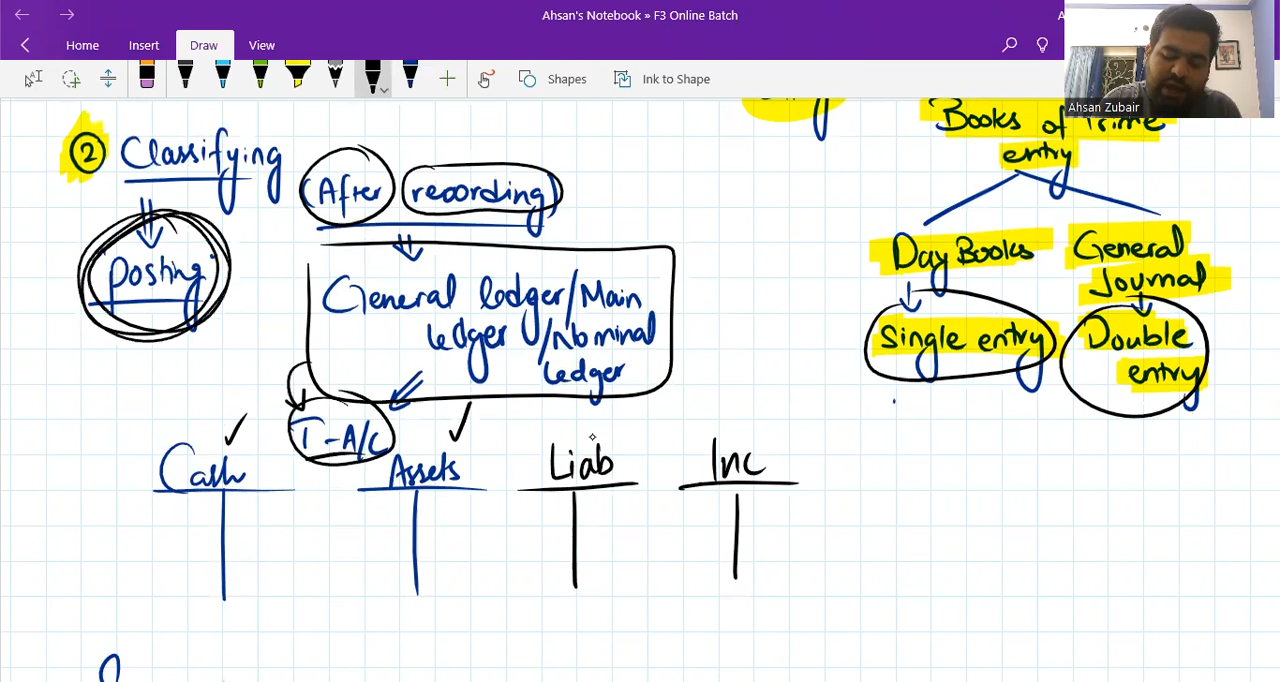 Ahsan's Notebook » F3 Online Batch
Home Insert Draw View
Shapes
Ink to Shape
Ahsan Zubair
② Classifying
(After recording)
Posting
General ledger/Main
ledger/Nominal
ledger
T-A/C
Cash
Assets
Liab
Inc
Books of Prime
entry
Day Books
General
Journal
Single entry
Double
entry